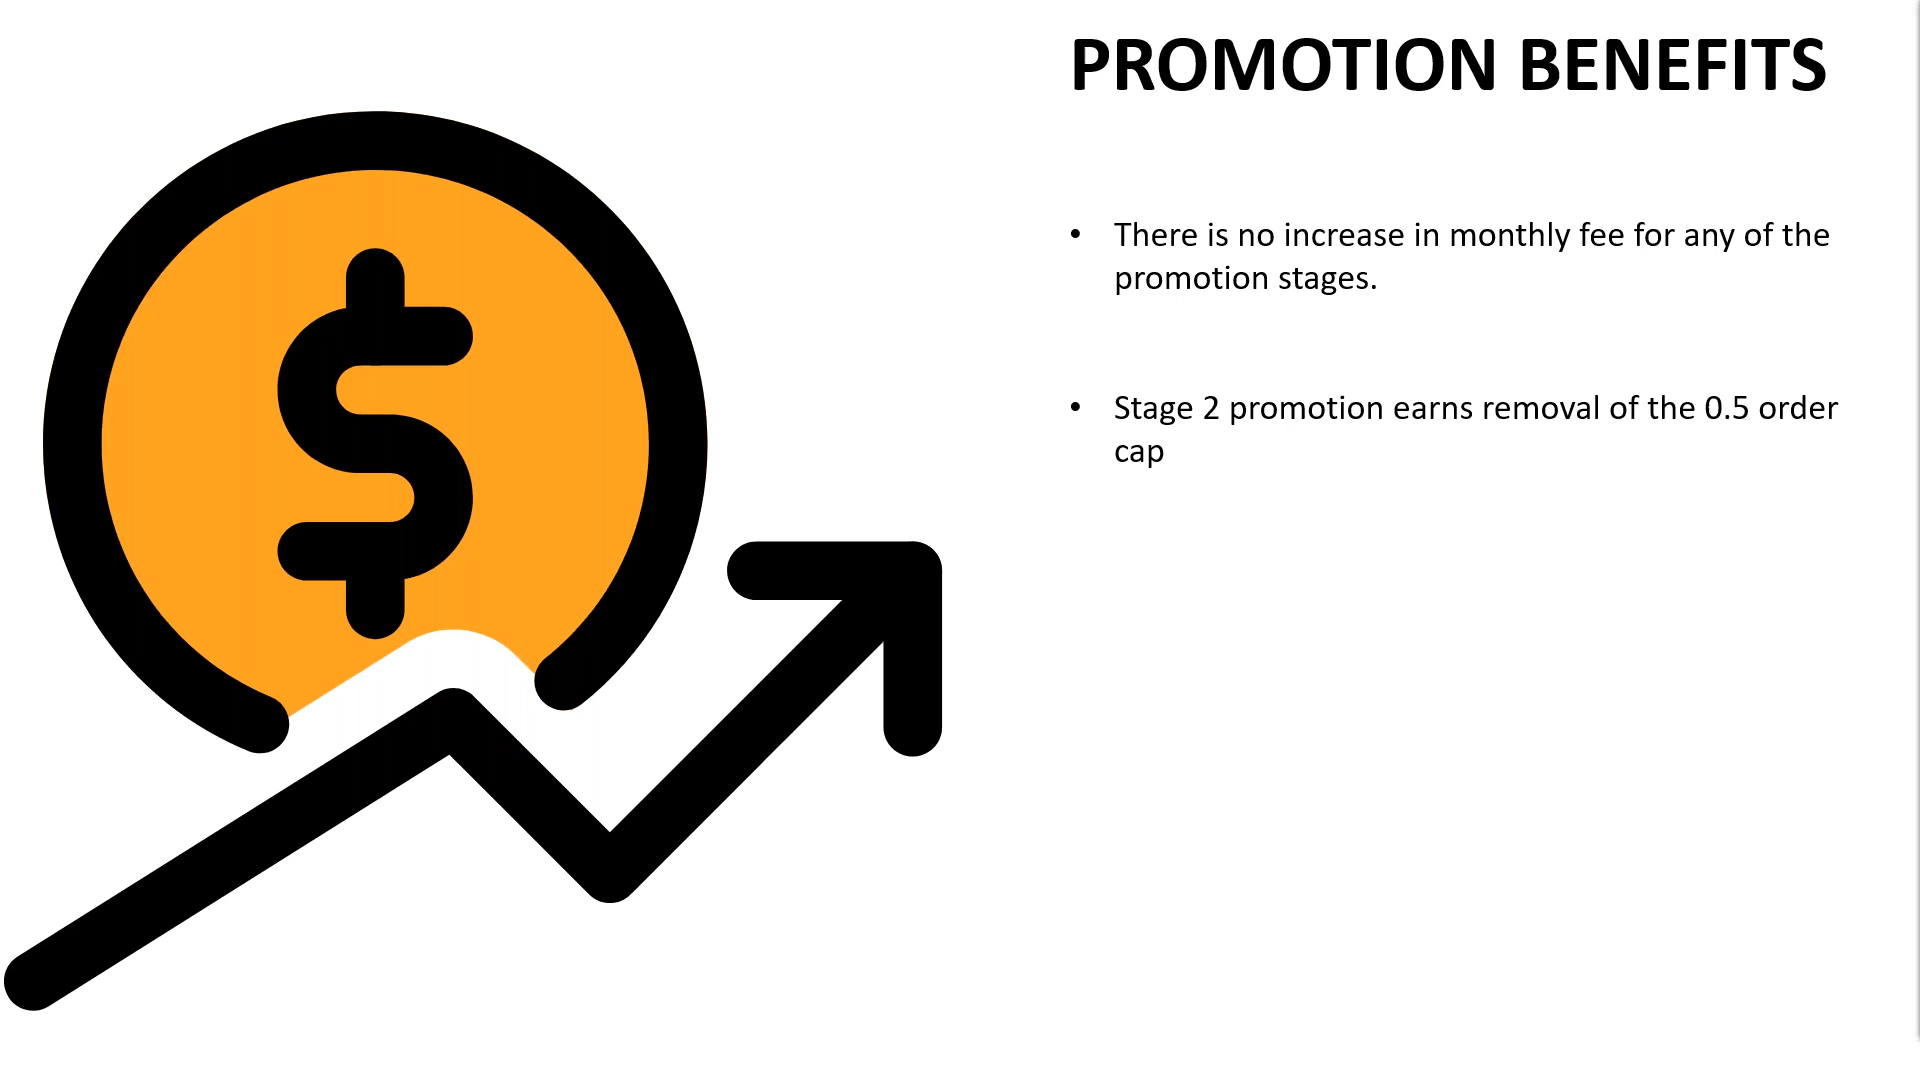 PROMOTION BENEFITS
• There is no increase in monthly fee for any of the
promotion stages.
• Stage 2 promotion earns removal of the 0.5 order
cap